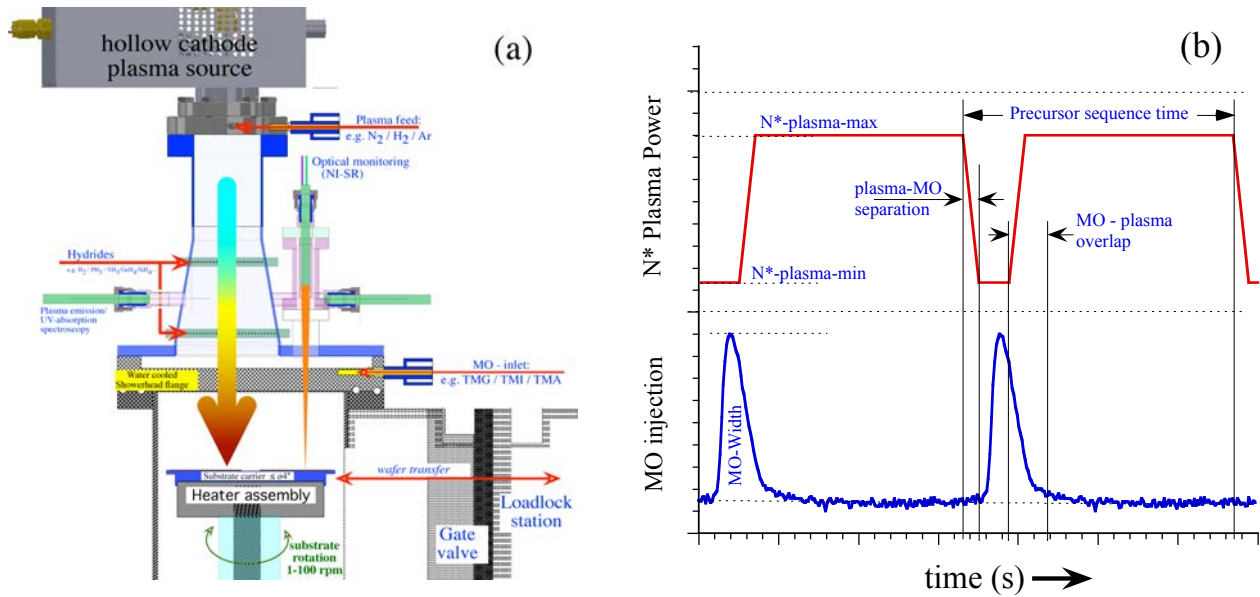 hollow cathode
plasma source
(a)
Plasma feed:
e.g. N2 / H2 / Ar
Optical monitoring
(NI-SR)
Hydrides
Plasma emission/
UV-absorption
spectroscopy
MO - inlet:
e.g. TMG / TMI / TMA
Water cooled
Showerhead flange
Substrate carrier ≤ ø4"
Heater assembly
wafer transfer
Loadlock
station
Gate
valve
substrate
rotation
1-100 rpm
(b)
N* Plasma Power
Precursor sequence time
N*-plasma-max
plasma-MO
separation
MO - plasma
overlap
N*-plasma-min
MO injection
MO-Width
time (s)